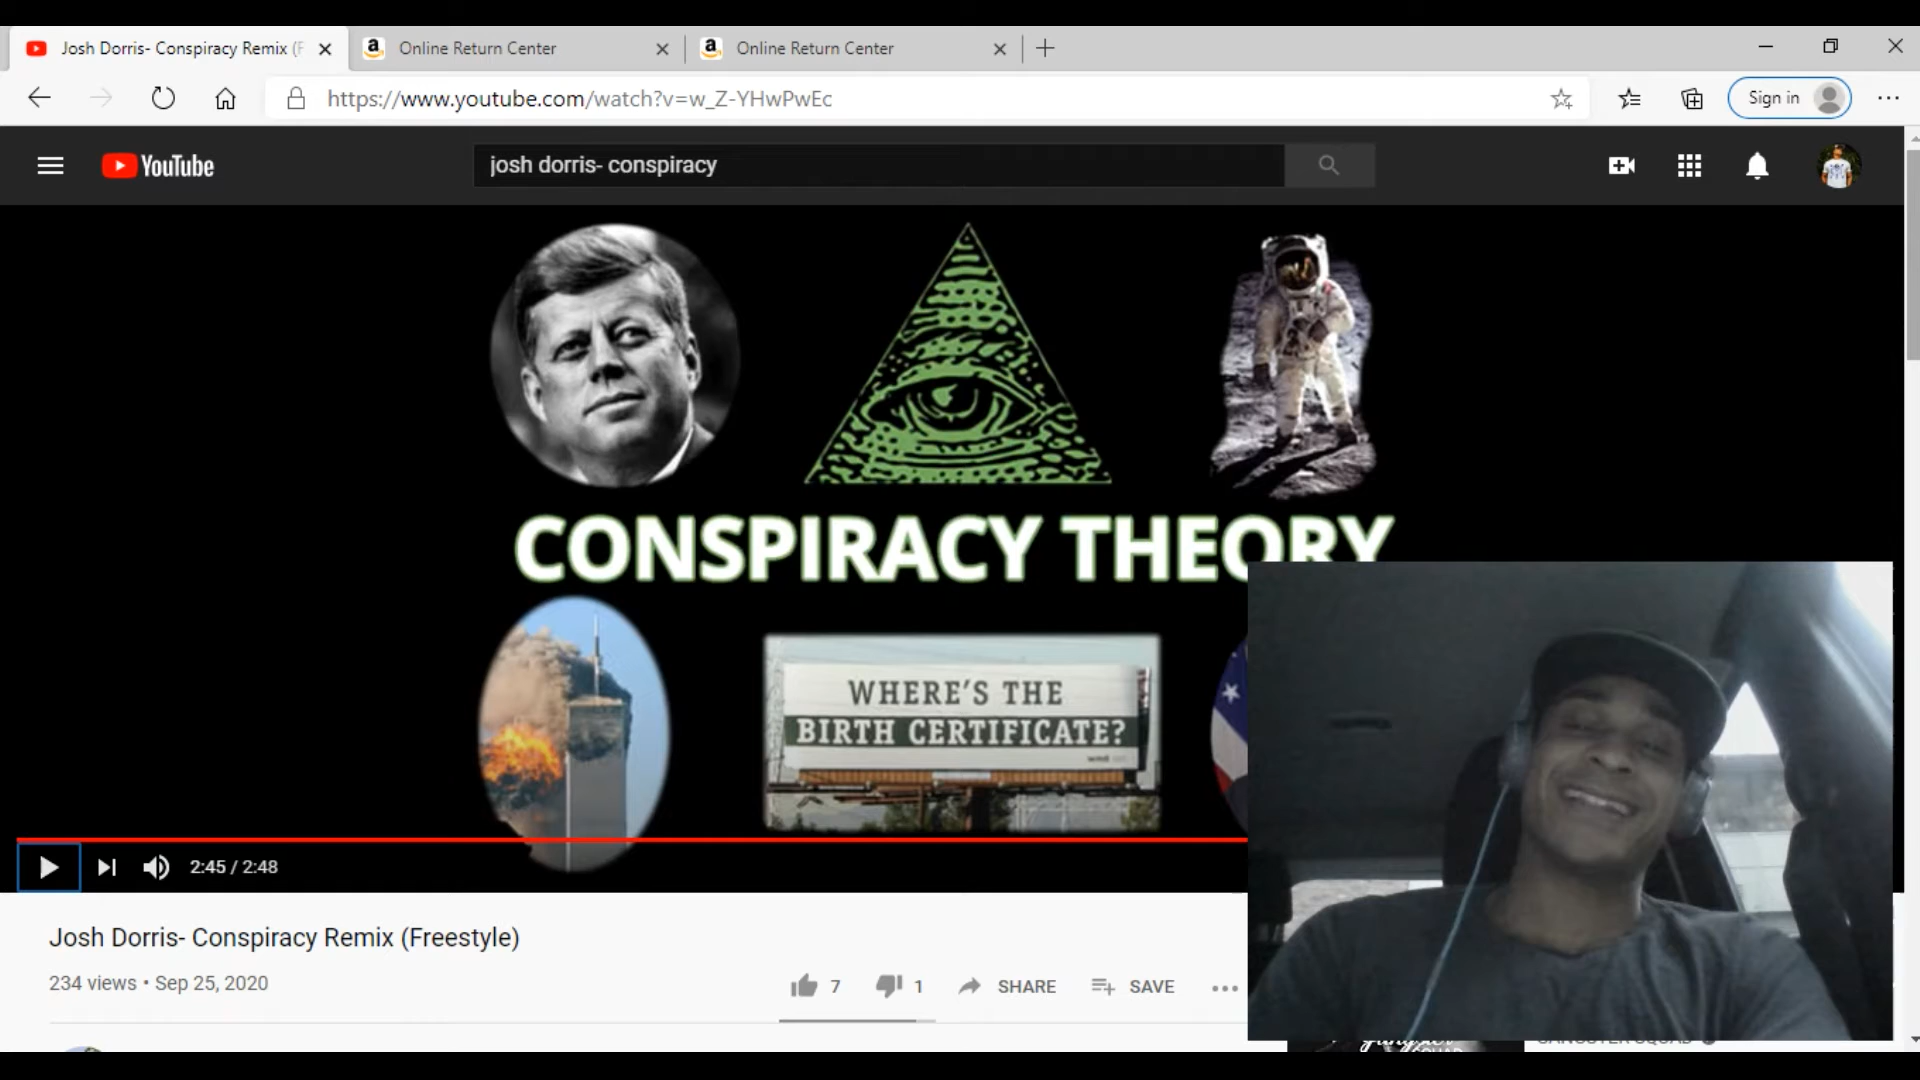 Josh Dorris- Conspiracy Remix (F
Online Return Center
Online Return Center
https://www.youtube.com/watch?v=w_Z-YHwPwEc
Sign in
YouTube
josh dorris- conspiracy
CONSPIRACY THEORY
WHERE'S THE
BIRTH CERTIFICATE?
2:45 / 2:48
Josh Dorris- Conspiracy Remix (Freestyle)
234 views • Sep 25, 2020
7
1
SHARE
SAVE
GANGSTER SQUAD